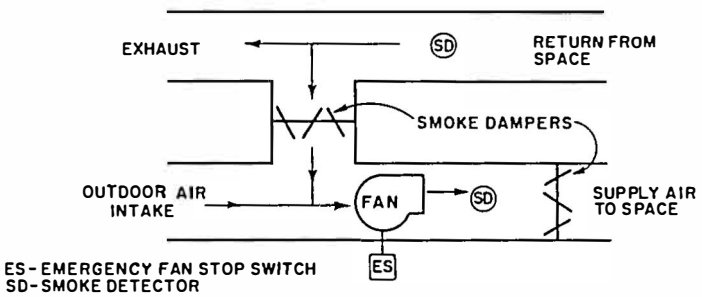 EXHAUST
SD
RETURN FROM
SPACE
SMOKE DAMPERS
OUTDOOR AIR
INTAKE
FAN
SD
SUPPLY AIR
TO SPACE
ES
ES-EMERGENCY FAN STOP SWITCH
SD-SMOKE DETECTOR